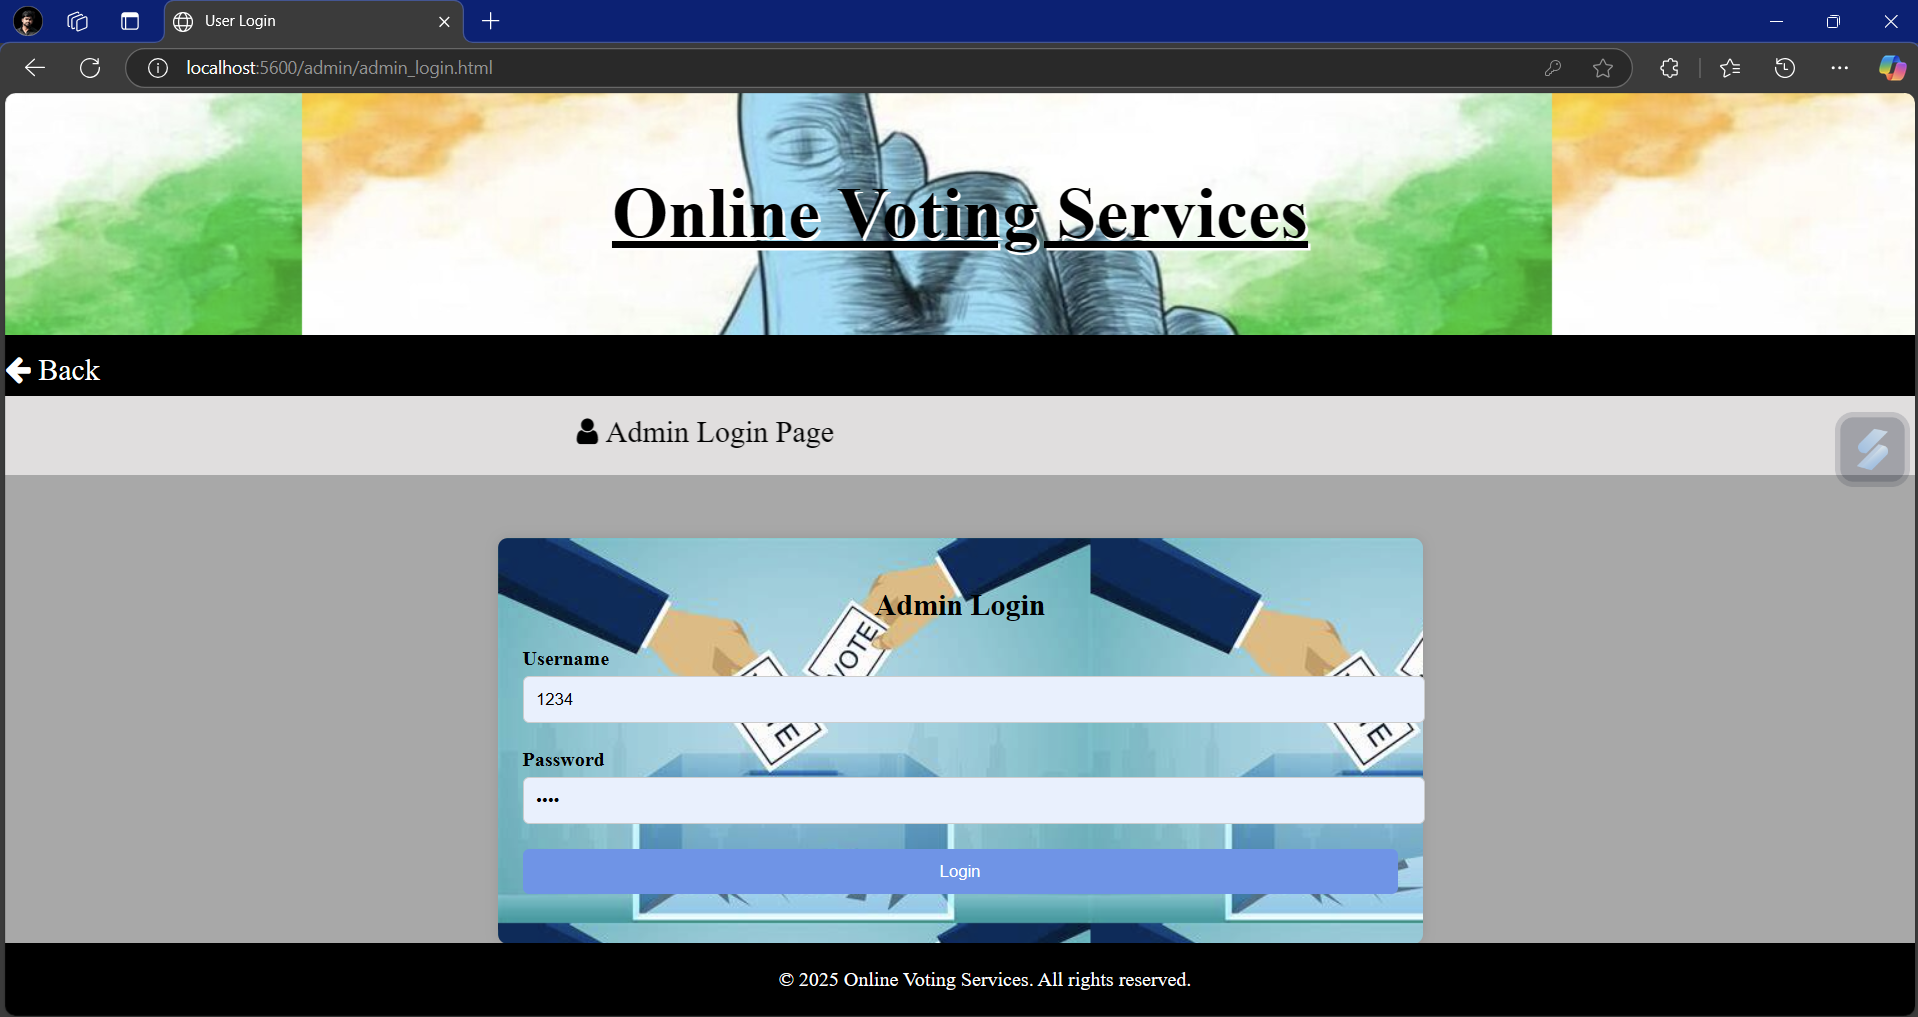 User Login
localhost:5600/admin/admin_login.html
Online Voting Services
Back
Admin Login Page
Admin Login
VOTE
Username
1234
Password
••••
Login
© 2025 Online Voting Services. All rights reserved.